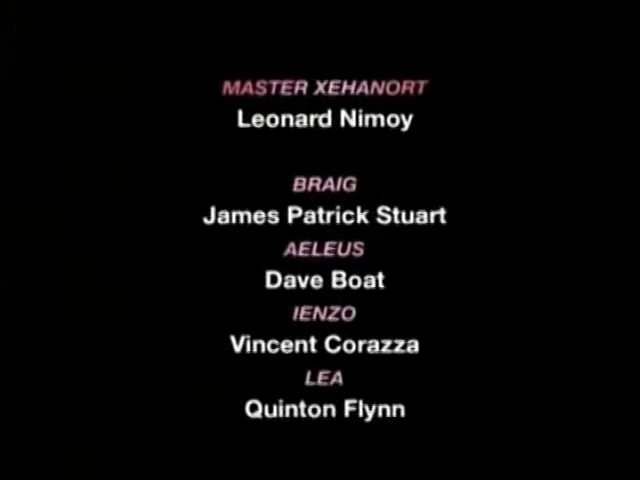 MASTER XEHANORT
Leonard Nimoy
BRAIG
James Patrick Stuart
AELEUS
Dave Boat
IENZO
Vincent Corazza
LEA
Quinton Flynn